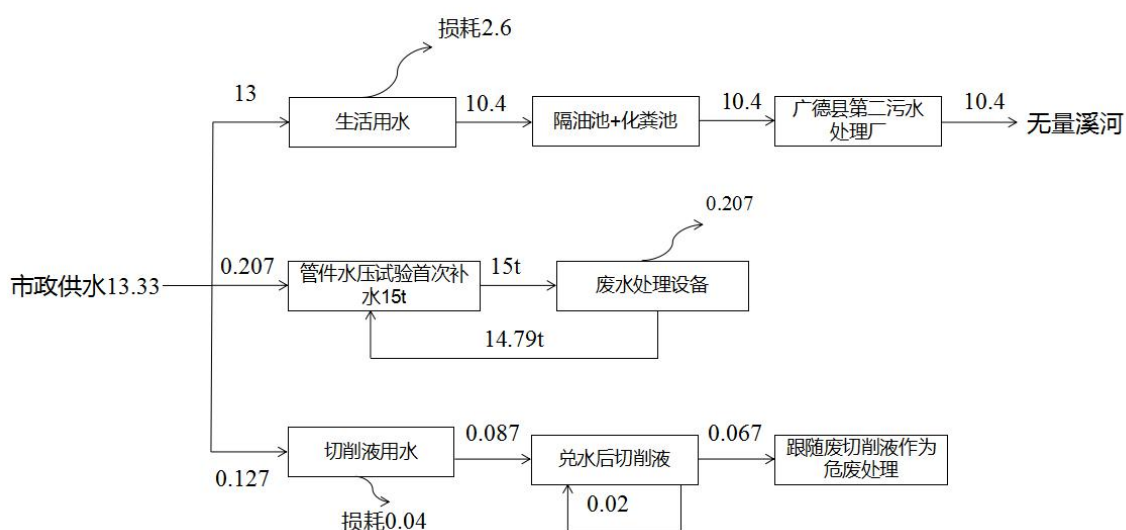 损耗2.6
13
生活用水
10.4
隔油池+化粪池
10.4
广德县第二污水
处理厂
10.4
无量溪河
0.207
市政供水13.33
0.207
管件水压试验首次补
水15t
15t
废水处理设备
14.79t
切削液用水
0.087
兑水后切削液
0.067
跟随废切削液作为
危废处理
0.127
损耗0.04
0.02